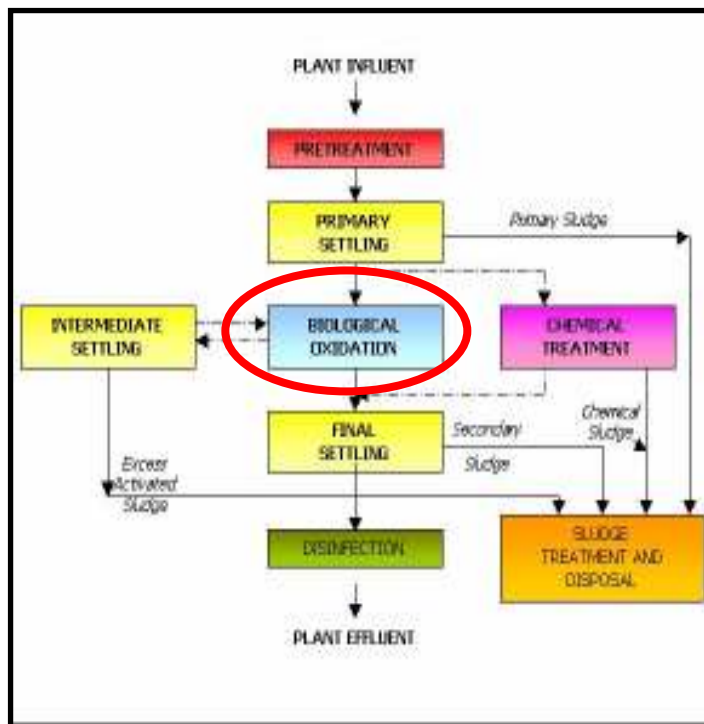 PLANT INFLUENT
PRETREATMENT
PRIMARY
SETTLING
Primary Sludge
INTERMEDIATE
SETTLING
BIOLOGICAL
OXIDATION
CHEMICAL
TREATMENT
FINAL
SETTLING
Secondary
Sludge
Chemical
Sludge
Excess
Activated
Sludge
DISINFECTION
SLUDGE
TREATMENT AND
DISPOSAL
PLANT EFFLUENT